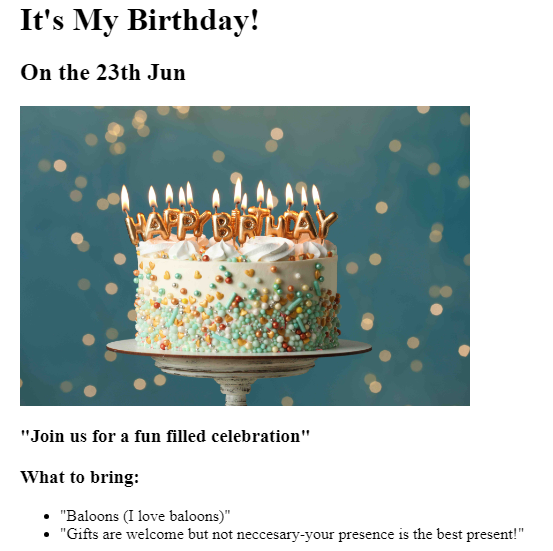 It's My Birthday!
On the 23th Jun
HAPPY BIRTHDAY
"Join us for a fun filled celebration"
What to bring:
"Baloons (I love baloons)"
"Gifts are welcome but not neccesary-your presence is the best present!"